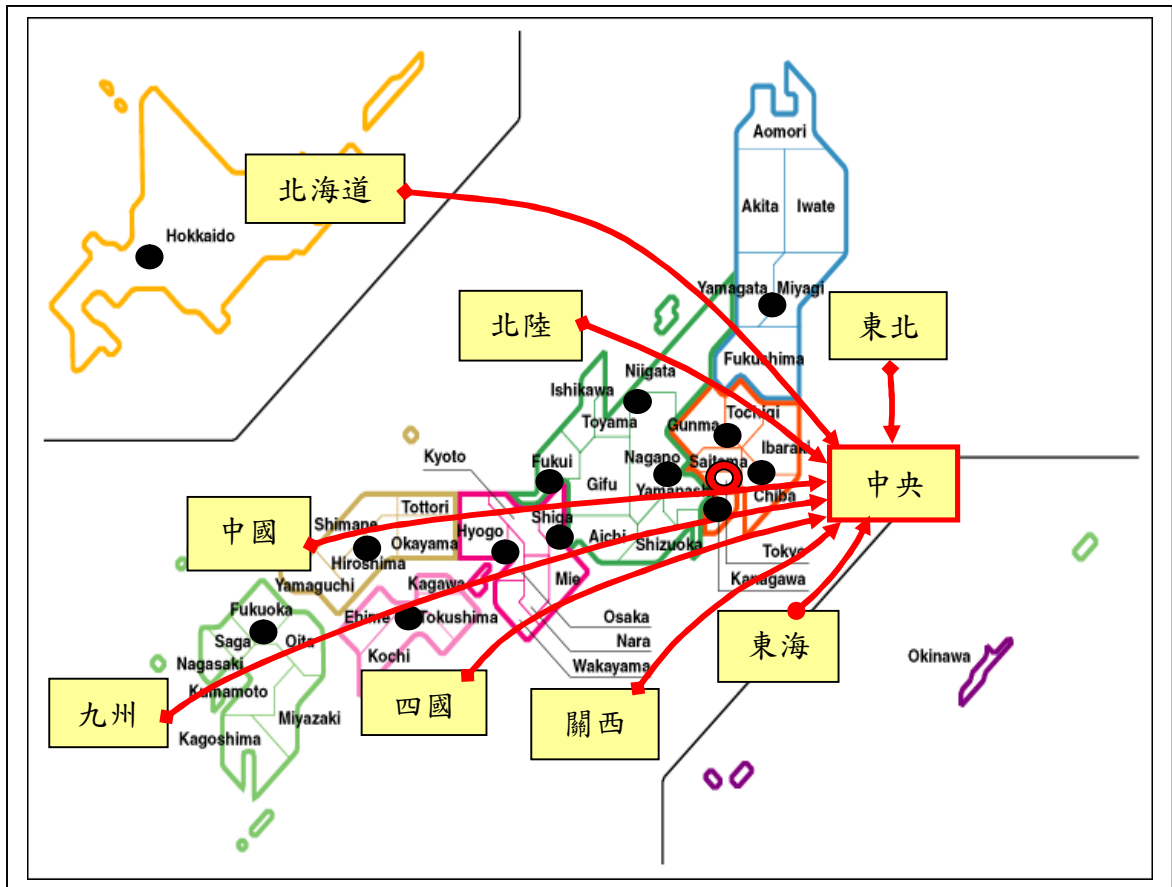 Aomori
北海道
Akita
Iwate
Hokkaido
Yamagata
Miyagi
北陸
東北
Fukushima
Niigata
Ishikawa
Tochigi
Toyama
Gunma
Ibaraki
Kyoto
Fukui
Nagano
Saitama
Gifu
Yamanashi
中央
Chiba
Tottori
中國
Shimane
Hyogo
Shiga
Okayama
Aichi
Shizuoka
Tokyo
Hiroshima
Yamaguchi
Kagawa
Mie
Kanagawa
Fukuoka
Ehime
Tokushima
Osaka
Saga
Oita
Nara
東海
Nagasaki
Kochi
Wakayama
Okinawa
Kumamoto
九州
Miyazaki
四國
關西
Kagoshima